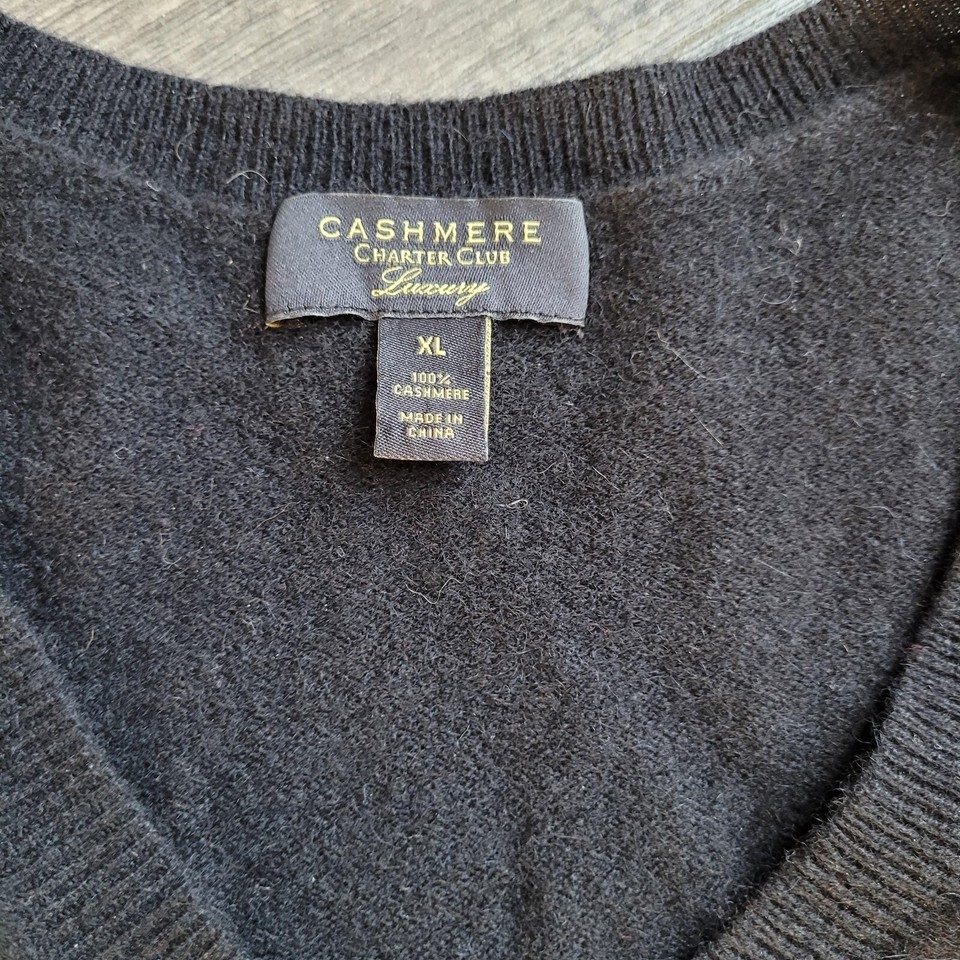 CASHMERE
CHARTER CLUB
Luxury
XL
100%
CASHMERE
MADE IN
CHINA